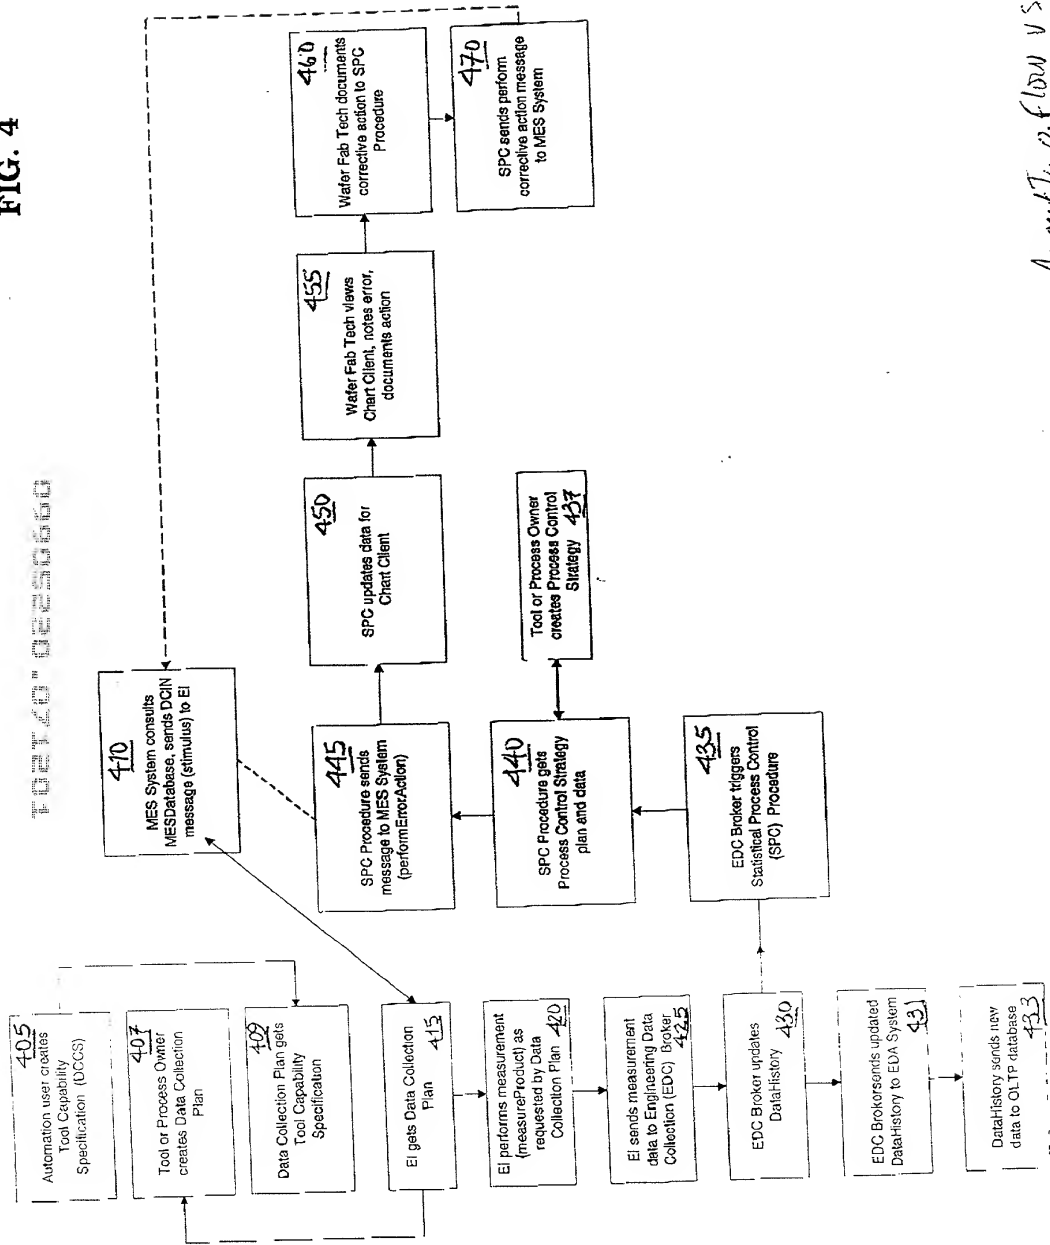 FIG. 4
405
Automation user creates
Tool Capability
Specification (DCCS)
407
Tool or Process Owner
creates Data Collection
Plan
409
Data Collection Plan gets
Tool Capability
Specification
EI gets Data Collection
Plan
415
EI performs measurement
(measureProduct) as
requested by Data
Collection Plan 420
EI sends measurement
data to Engineering Data
Collection (EDC) Broker
425
EDC Broker updates
DataHistory
430
EDC Brokersends updated
DataHistory to EDA System
431
DataHistory sends new
data to OLTP database
433
410
MES System consults
MESDatabase, sends DCIN
message (stimulus) to EI
445
SPC Procedure sends
message to MES System
(performErrorAction)
440
SPC Procedure gets
Process Control Strategy
plan and data
435
EDC Broker triggers
Statistical Process Control
(SPC) Procedure
450
SPC updates data for
Chart Client
Tool or Process Owner
creates Process Control
Strategy 437
455
Wafer Fab Tech views
Chart Client, notes error,
documents action
460
Wafer Fab Tech documents
corrective action to SPC
Procedure
470
SPC sends perform
corrective action message
to MES System
flow